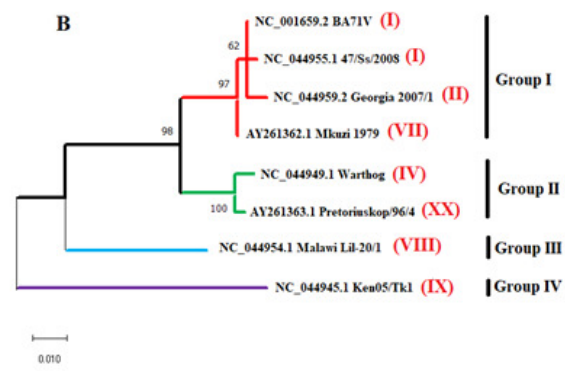 B
NC_001659.2 BA71V (I)
62
NC_044955.1 47/Ss/2008 (I)
Group I
97
NC_044959.2 Georgia 2007/1 (II)
AY261362.1 Mkuzi 1979 (VII)
98
NC_044949.1 Warthog (IV)
Group II
100
AY261363.1 Pretoriuskop/96/4 (XX)
NC_044954.1 Malawi Lil-20/1 (VIII)
Group III
NC_044945.1 Ken05/Tk1 (IX)
Group IV
0.010